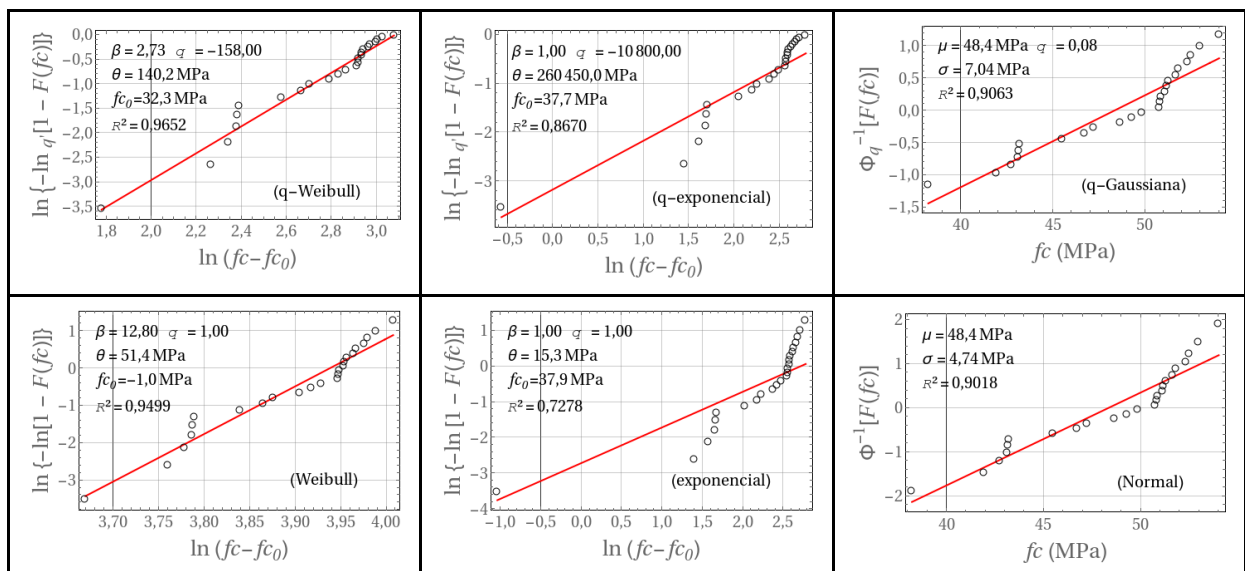 ln {−ln q'[1 − F(fc)]}
0,0
−0,5
−1,0
−1,5
−2,0
−2,5
−3,0
−3,5
β = 2,73 q = −158,00
θ = 140,2 MPa
fc0 = 32,3 MPa
R² = 0,9652
(q−Weibull)
1,8 2,0 2,2 2,4 2,6 2,8 3,0
ln (fc−fc0)
ln {−ln q'[1 − F(fc)]}
0
−1
−2
−3
β = 1,00 q = −10 800,00
θ = 260 450,0 MPa
fc0 = 37,7 MPa
R² = 0,8670
(q−exponencial)
−0,5 0,0 0,5 1,0 1,5 2,0 2,5
ln (fc−fc0)
Φq−1[F(fc)]
1,0
0,5
0,0
−0,5
−1,0
−1,5
μ = 48,4 MPa q = 0,08
σ = 7,04 MPa
R² = 0,9063
(q−Gaussiana)
40 45 50
fc (MPa)
ln {−ln[1 − F(fc)]}
1
0
−1
−2
−3
β = 12,80 q = 1,00
θ = 51,4 MPa
fc0=−1,0 MPa
R² = 0,9499
(Weibull)
3,70 3,75 3,80 3,85 3,90 3,95 4,00
ln (fc−fc0)
ln {−ln [1 − F(fc)]}
1
0
−1
−2
−3
−4
β = 1,00 q = 1,00
θ = 15,3 MPa
fc0 = 37,9 MPa
R² = 0,7278
(exponencial)
−1,0 −0,5 0,0 0,5 1,0 1,5 2,0 2,5
ln (fc−fc0)
Φ−1[F(fc)]
2
1
0
−1
−2
μ = 48,4 MPa
σ = 4,74 MPa
R² = 0,9018
(Normal)
40 45 50
fc (MPa)